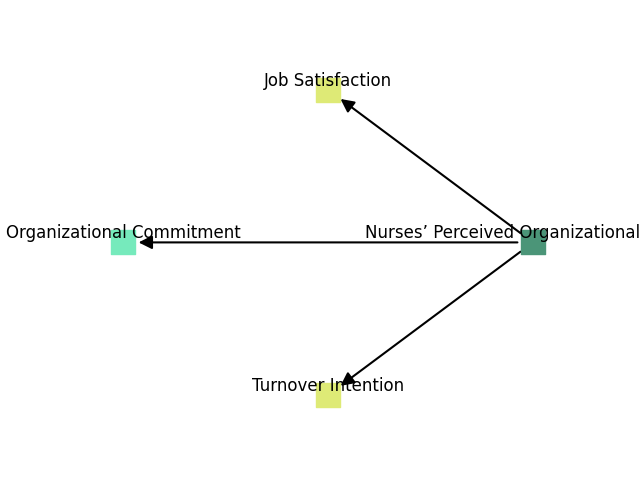 Job Satisfaction
Organizational Commitment
Nurses’ Perceived Organizational
Turnover Intention